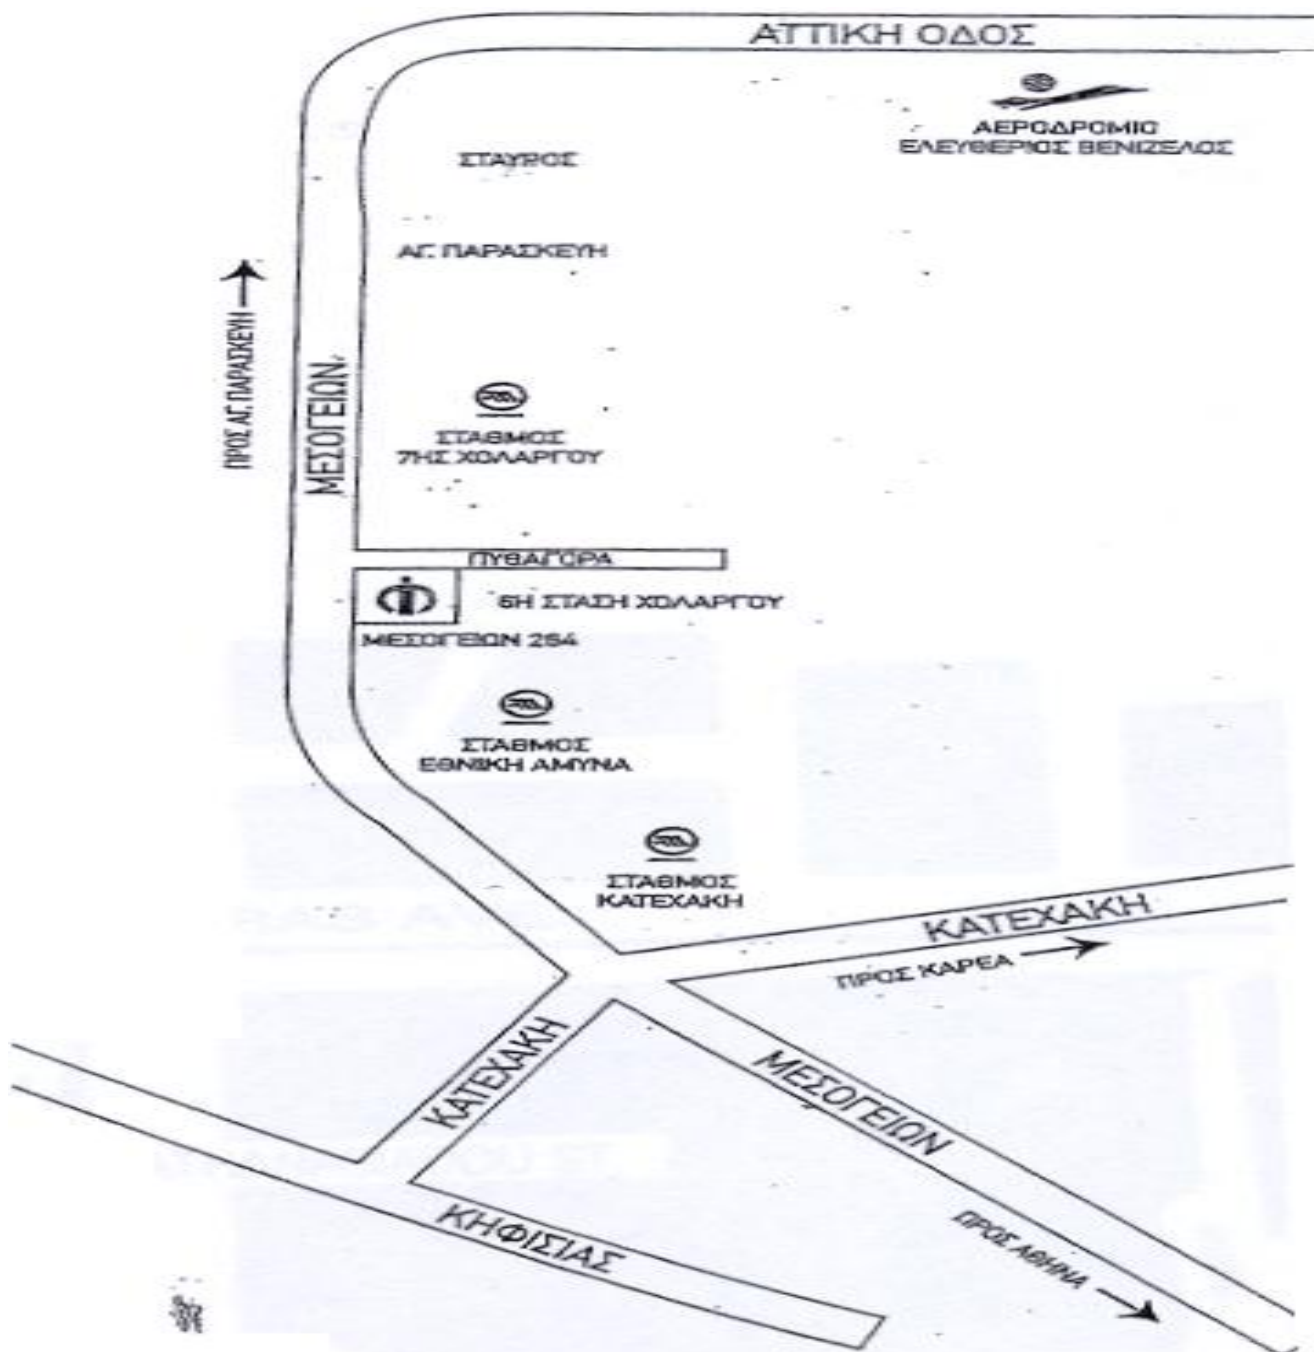 ΑΤΤΙΚΗ ΟΔΟΣ
ΑΕΡΟΔΡΟΜΙΟ
ΕΛΕΥΘΕΡΙΟΣ ΒΕΝΙΖΕΛΟΣ
ΣΤΑΥΡΟΣ
ΑΓ. ΠΑΡΑΣΚΕΥΗ
ΠΡΟΣ ΑΓ. ΠΑΡΑΣΚΕΥΗ
ΜΕΣΟΓΕΙΩΝ
ΣΤΑΘΜΟΣ
7ΗΣ ΧΟΛΑΡΓΟΥ
ΠΥΘΑΓΟΡΑ
6Η ΣΤΑΣΗ ΧΟΛΑΡΓΟΥ
ΜΕΣΟΓΕΙΩΝ 264
ΣΤΑΘΜΟΣ
ΕΘΝΙΚΗ ΑΜΥΝΑ
ΣΤΑΘΜΟΣ
ΚΑΤΕΧΑΚΗ
ΚΑΤΕΧΑΚΗ
ΠΡΟΣ ΚΑΡΕΑ
ΚΑΤΕΧΑΚΗ
ΜΕΣΟΓΕΙΩΝ
ΚΗΦΙΣΙΑΣ
ΠΡΟΣ ΑΘΗΝΑ